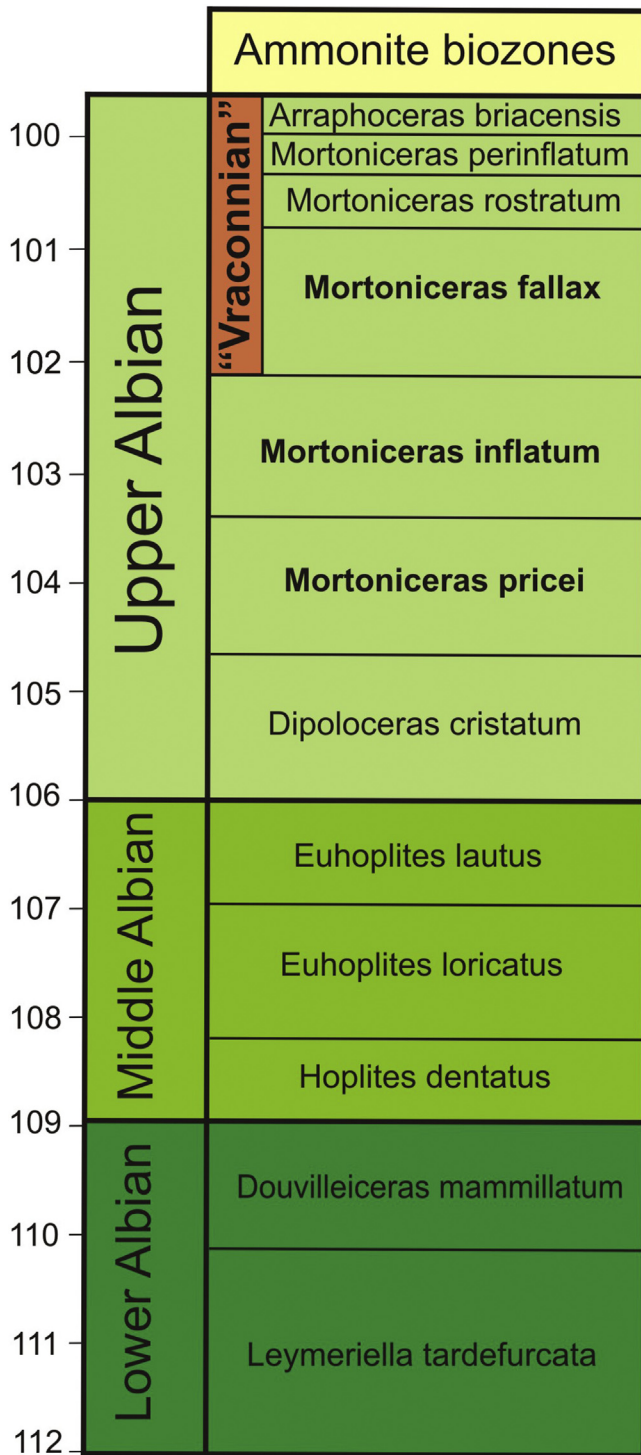 Ammonite biozones
100
101
102
103
104
105
106
107
108
109
110
111
112
Upper Albian
Middle Albian
Lower Albian
“Vraconnian”
Arraphoceras briacensis
Mortoniceras perinflatum
Mortoniceras rostratum
Mortoniceras fallax
Mortoniceras inflatum
Mortoniceras pricei
Dipoloceras cristatum
Euhoplites lautus
Euhoplites loricatus
Hoplites dentatus
Douvilleiceras mammillatum
Leymeriella tardefurcata